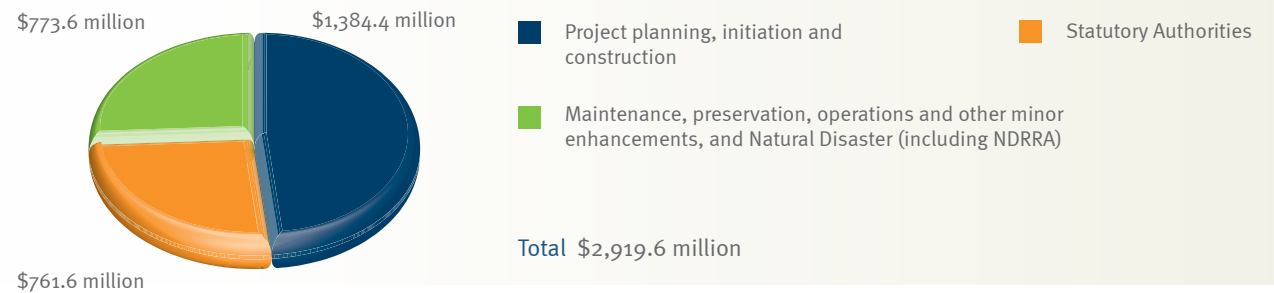 $773.6 million
$1,384.4 million
$761.6 million
Project planning, initiation and
construction
Statutory Authorities
Maintenance, preservation, operations and other minor
enhancements, and Natural Disaster (including NDRRA)
Total $2,919.6 million